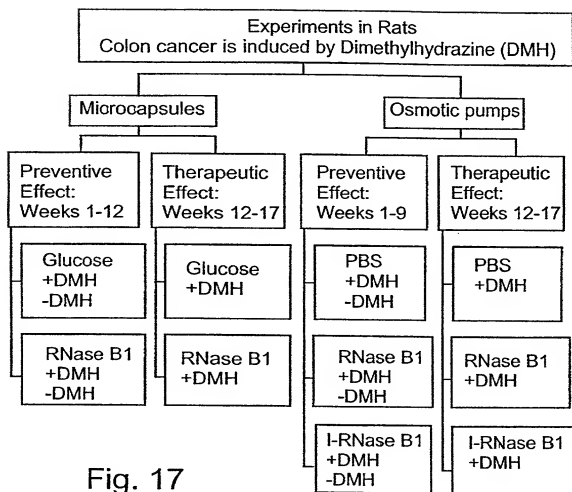 Experiments in Rats
Colon cancer is induced by Dimethylhydrazine (DMH)
Microcapsules
Osmotic pumps
Preventive
Effect:
Weeks 1-12
Therapeutic
Effect:
Weeks 12-17
Preventive
Effect:
Weeks 1-9
Therapeutic
Effect:
Weeks 12-17
Glucose
+DMH
-DMH
Glucose
+DMH
PBS
+DMH
-DMH
PBS
+DMH
RNase B1
+DMH
-DMH
RNase B1
+DMH
RNase B1
+DMH
-DMH
RNase B1
+DMH
I-RNase B1
+DMH
-DMH
I-RNase B1
+DMH
Fig. 17